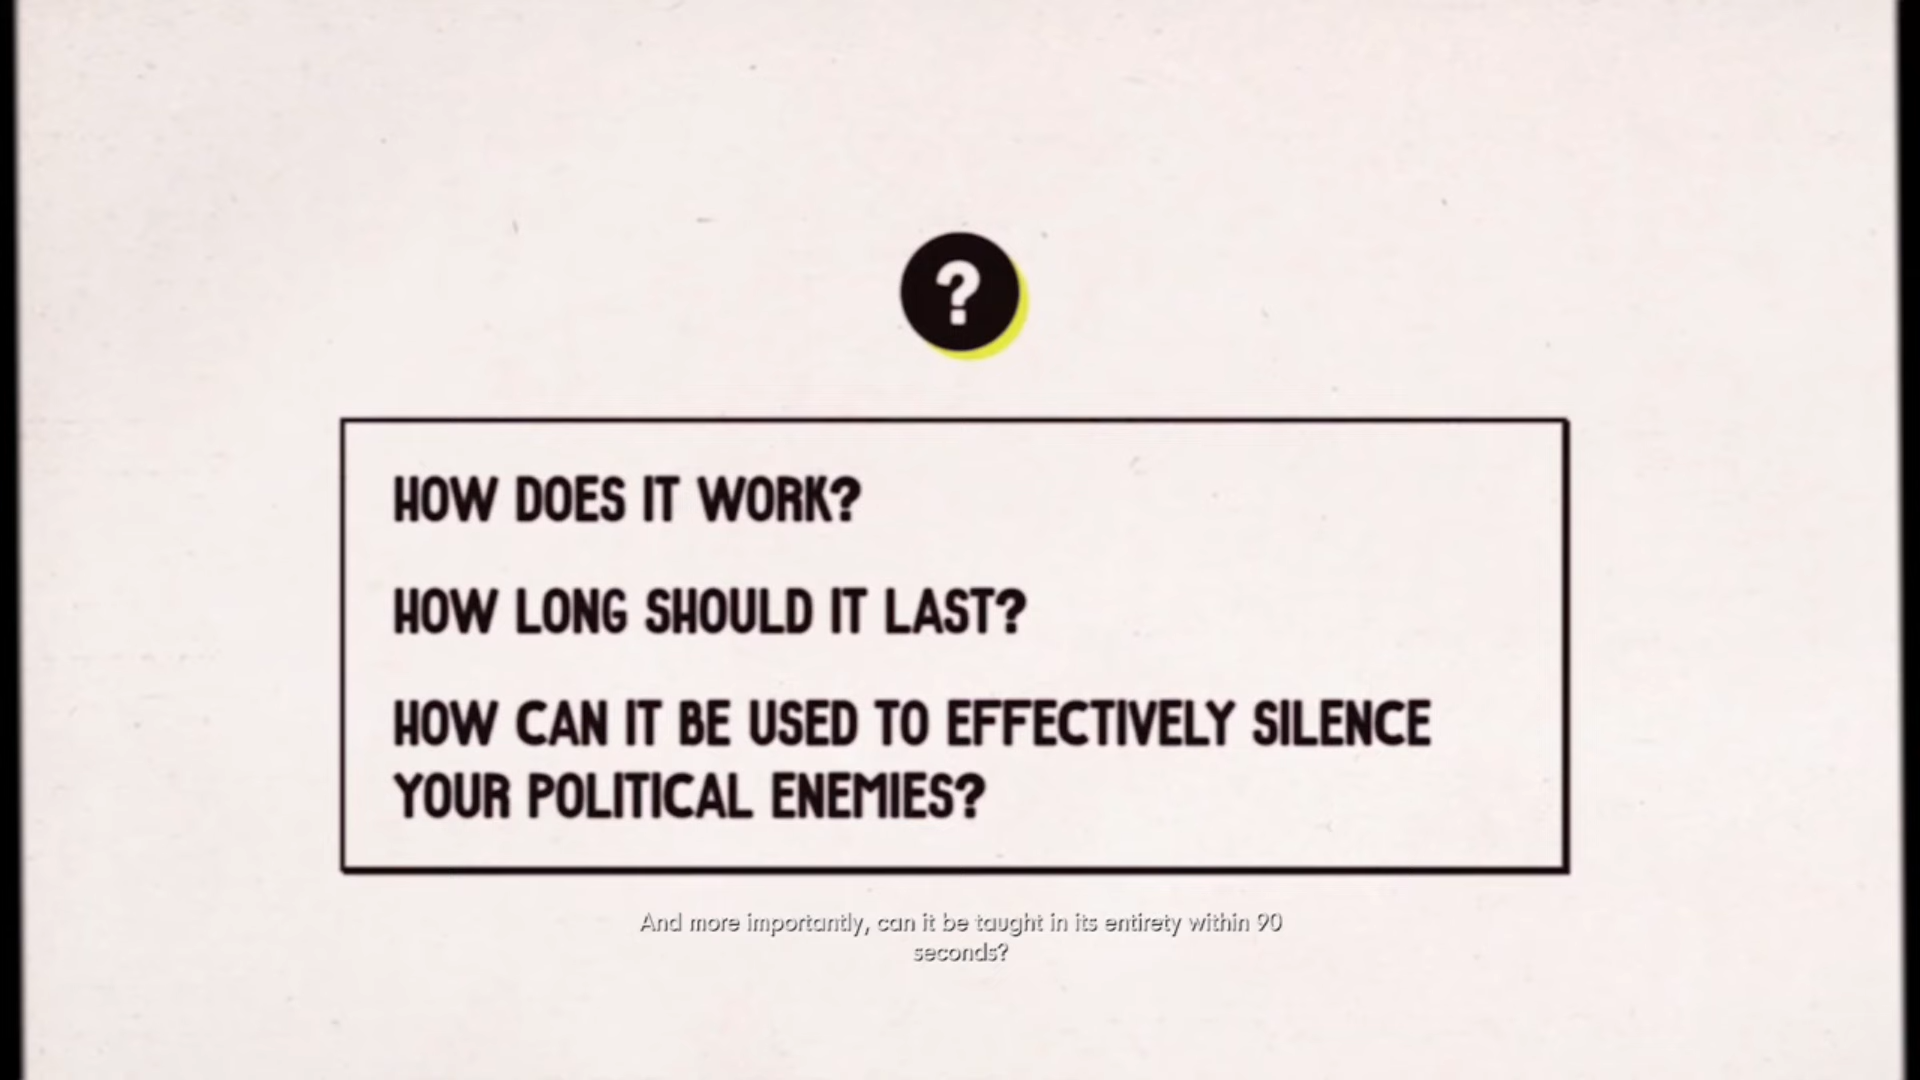 ?
HOW DOES IT WORK?
HOW LONG SHOULD IT LAST?
HOW CAN IT BE USED TO EFFECTIVELY SILENCE
YOUR POLITICAL ENEMIES?
And more importantly, can it be taught in its entirety within 90
seconds?